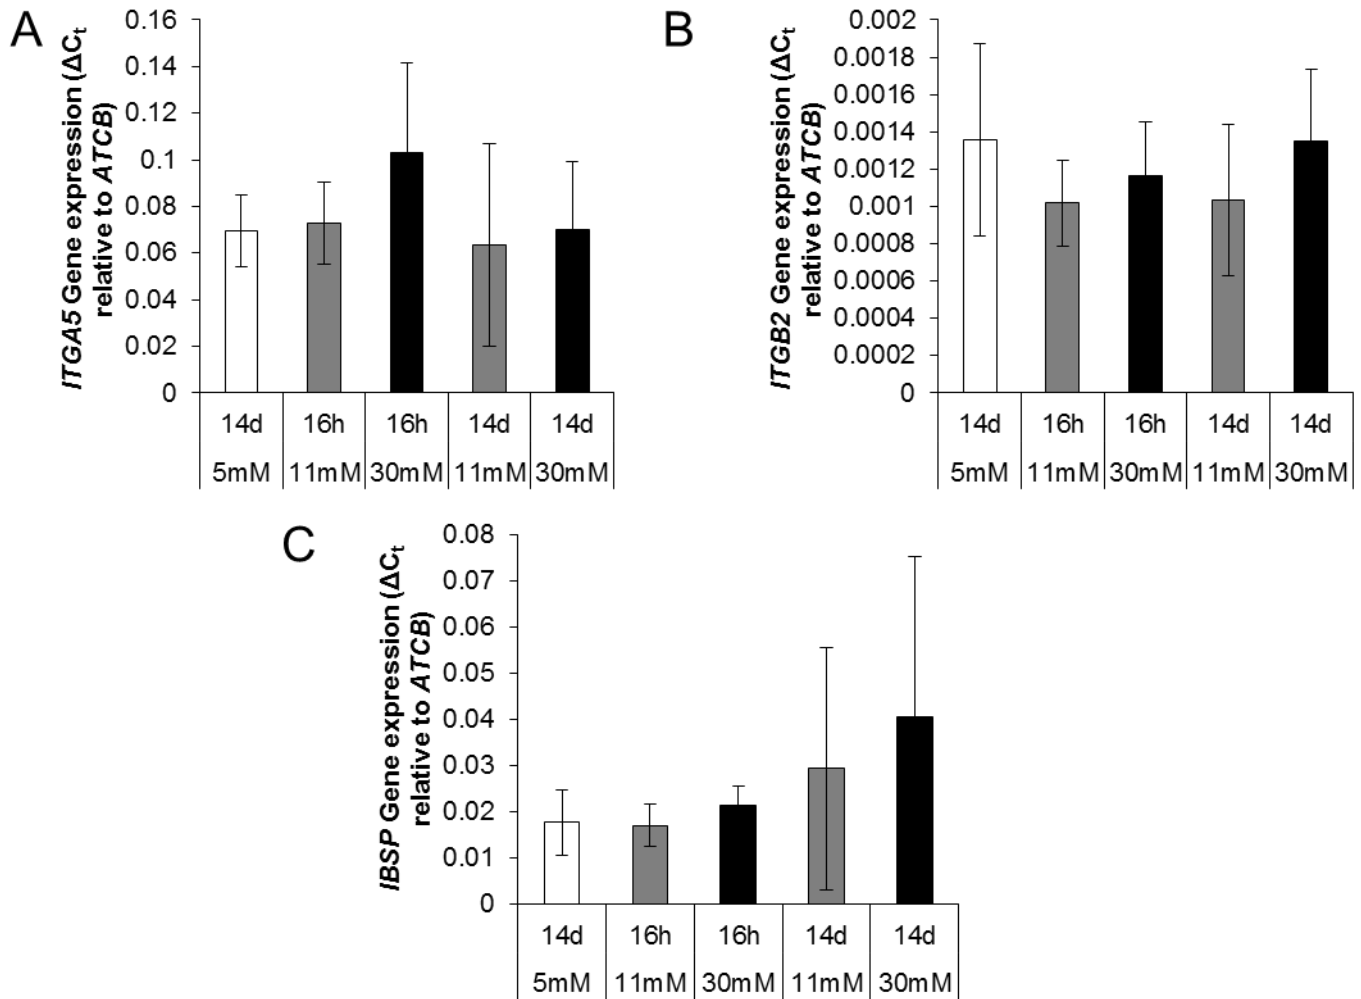 A
ITGA5 Gene expression (ΔCt
relative to ATCB)
0.16
0.14
0.12
0.1
0.08
0.06
0.04
0.02
0
14d 16h 16h 14d 14d
5mM 11mM 30mM 11mM 30mM
B
ITGB2 Gene expression (ΔCt
relative to ATCB)
0.002
0.0018
0.0016
0.0014
0.0012
0.001
0.0008
0.0006
0.0004
0.0002
0
14d 16h 16h 14d 14d
5mM 11mM 30mM 11mM 30mM
C
IBSP Gene expression (ΔCt
relative to ATCB)
0.08
0.07
0.06
0.05
0.04
0.03
0.02
0.01
0
14d 16h 16h 14d 14d
5mM 11mM 30mM 11mM 30mM